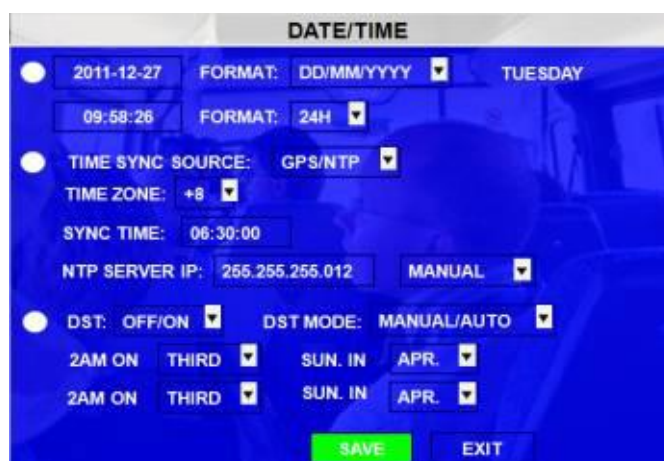 DATE/TIME
2011-12-27 FORMAT: DD/MM/YYYY TUESDAY
09:58:26 FORMAT: 24H
TIME SYNC SOURCE: GPS/NTP
TIME ZONE: +8
SYNC TIME: 06:30:00
NTP SERVER IP: 255.255.255.012 MANUAL
DST: OFF/ON DST MODE: MANUAL/AUTO
2AM ON THIRD SUN. IN APR.
2AM ON THIRD SUN. IN APR.
SAVE EXIT